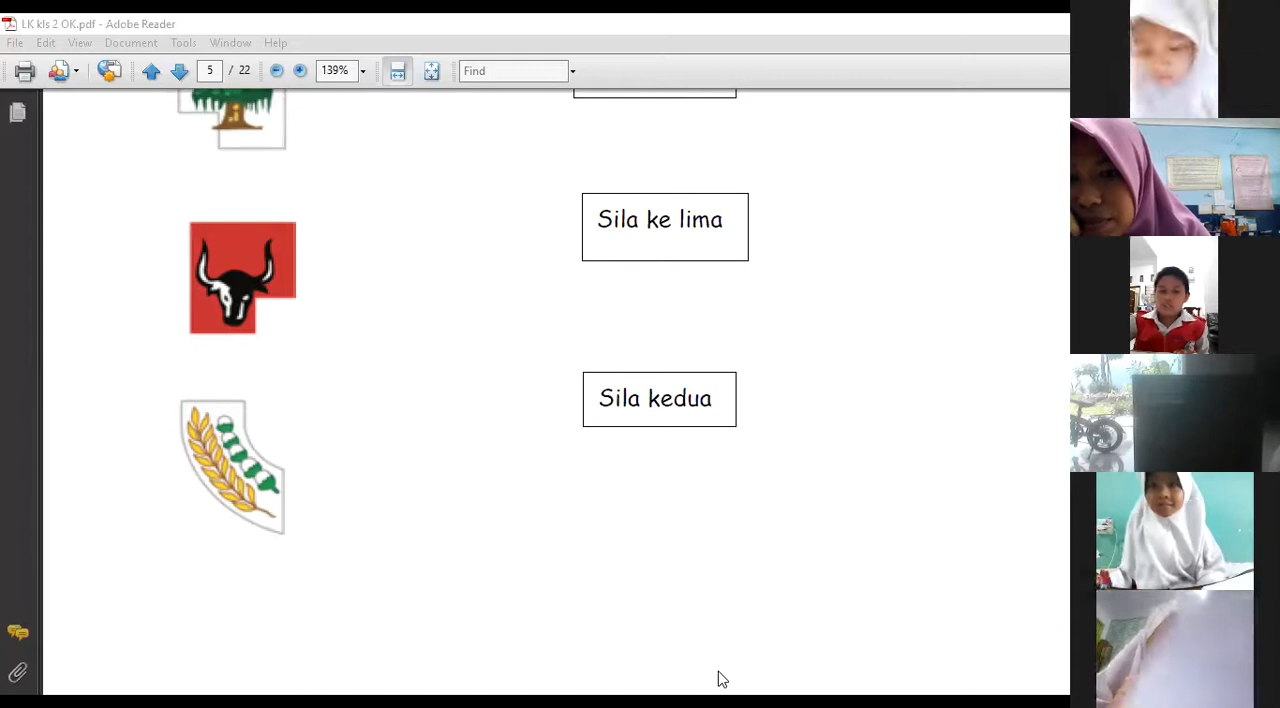 LK kls 2 OK.pdf - Adobe Reader
File Edit View Document Tools Window Help
5 / 22 139% Find
Sila ke lima
Sila kedua